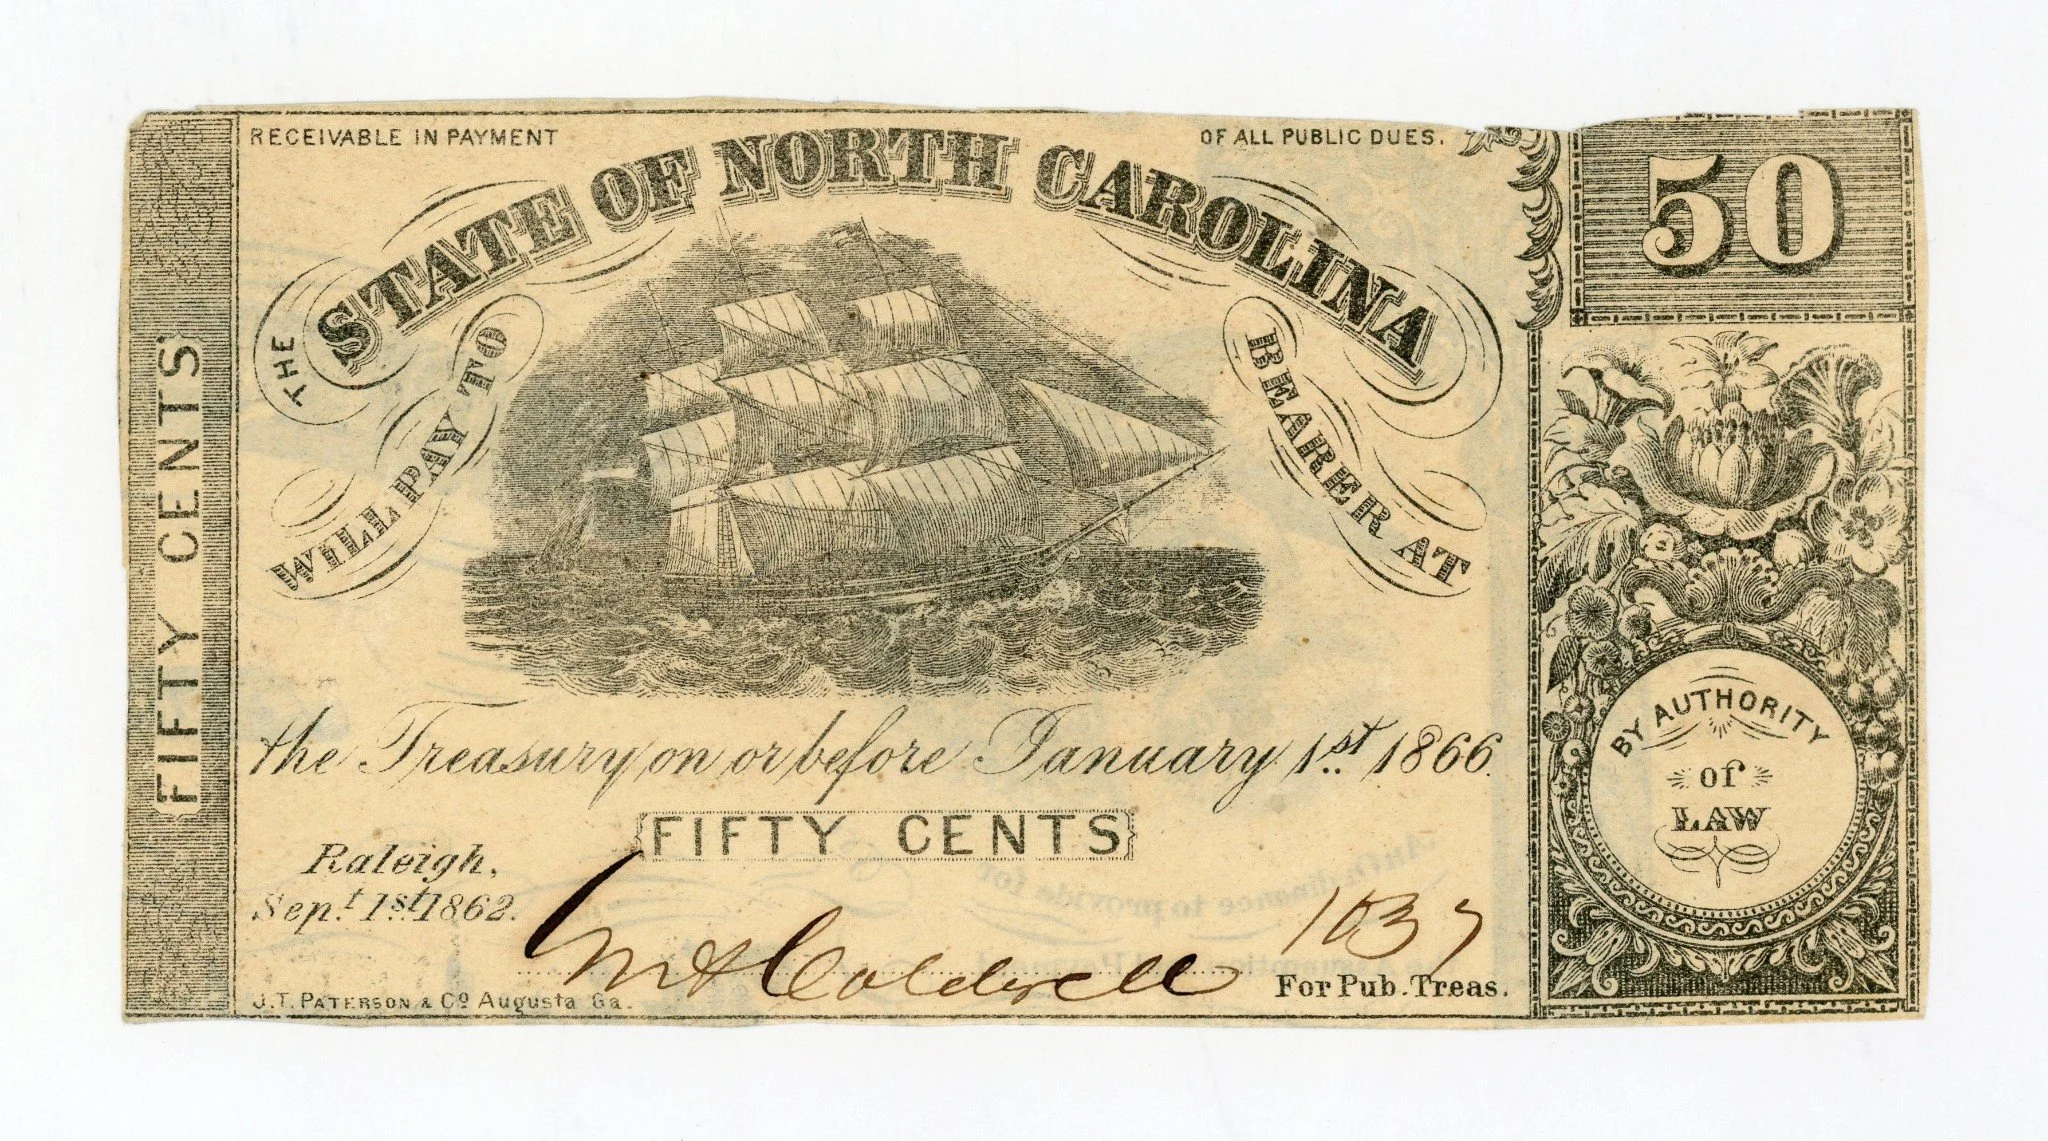 RECEIVABLE IN PAYMENT OF ALL PUBLIC DUES.
50
THE STATE OF NORTH CAROLINA
WILL PAY TO BEARER AT
the Treasury on or before January 1st 1866.
FIFTY CENTS
FIFTY CENTS
Raleigh,
Sep.t 1st 1862.
Caldwell
1037
For Pub. Treas.
J. T. PATERSON & Co Augusta Ga.
BY AUTHORITY
of
LAW